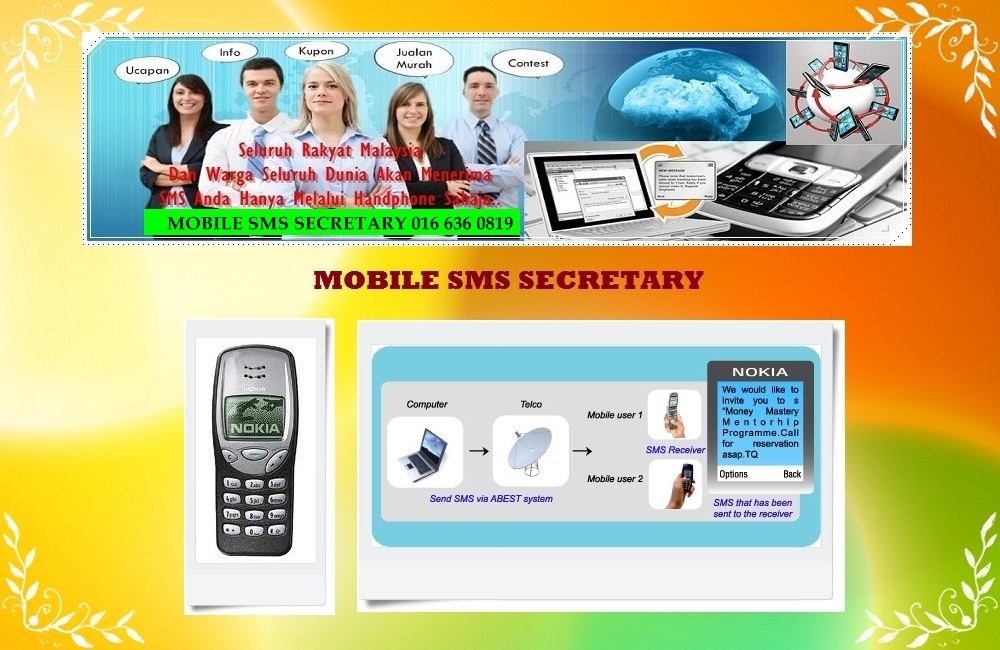 Ucapan
Info
Kupon
Jualan
Murah
Contest
Seluruh Rakyat Malaysia
Dan Warga Seluruh Dunia Akan Menerima
SMS Anda Hanya Melalui Handphone Sahaja..
MOBILE SMS SECRETARY 016 636 0819
NEW MESSAGE
MOBILE SMS SECRETARY
NOKIA
NOKIA
Computer
Telco
Mobile user 1
SMS Receiver
Mobile user 2
Send SMS via ABEST system
NOKIA
We would like to
invite you to s
"Money Mastery
Mentorhip
Programme.Call
for reservation
asap.TQ
Options Back
SMS that has been
sent to the receiver